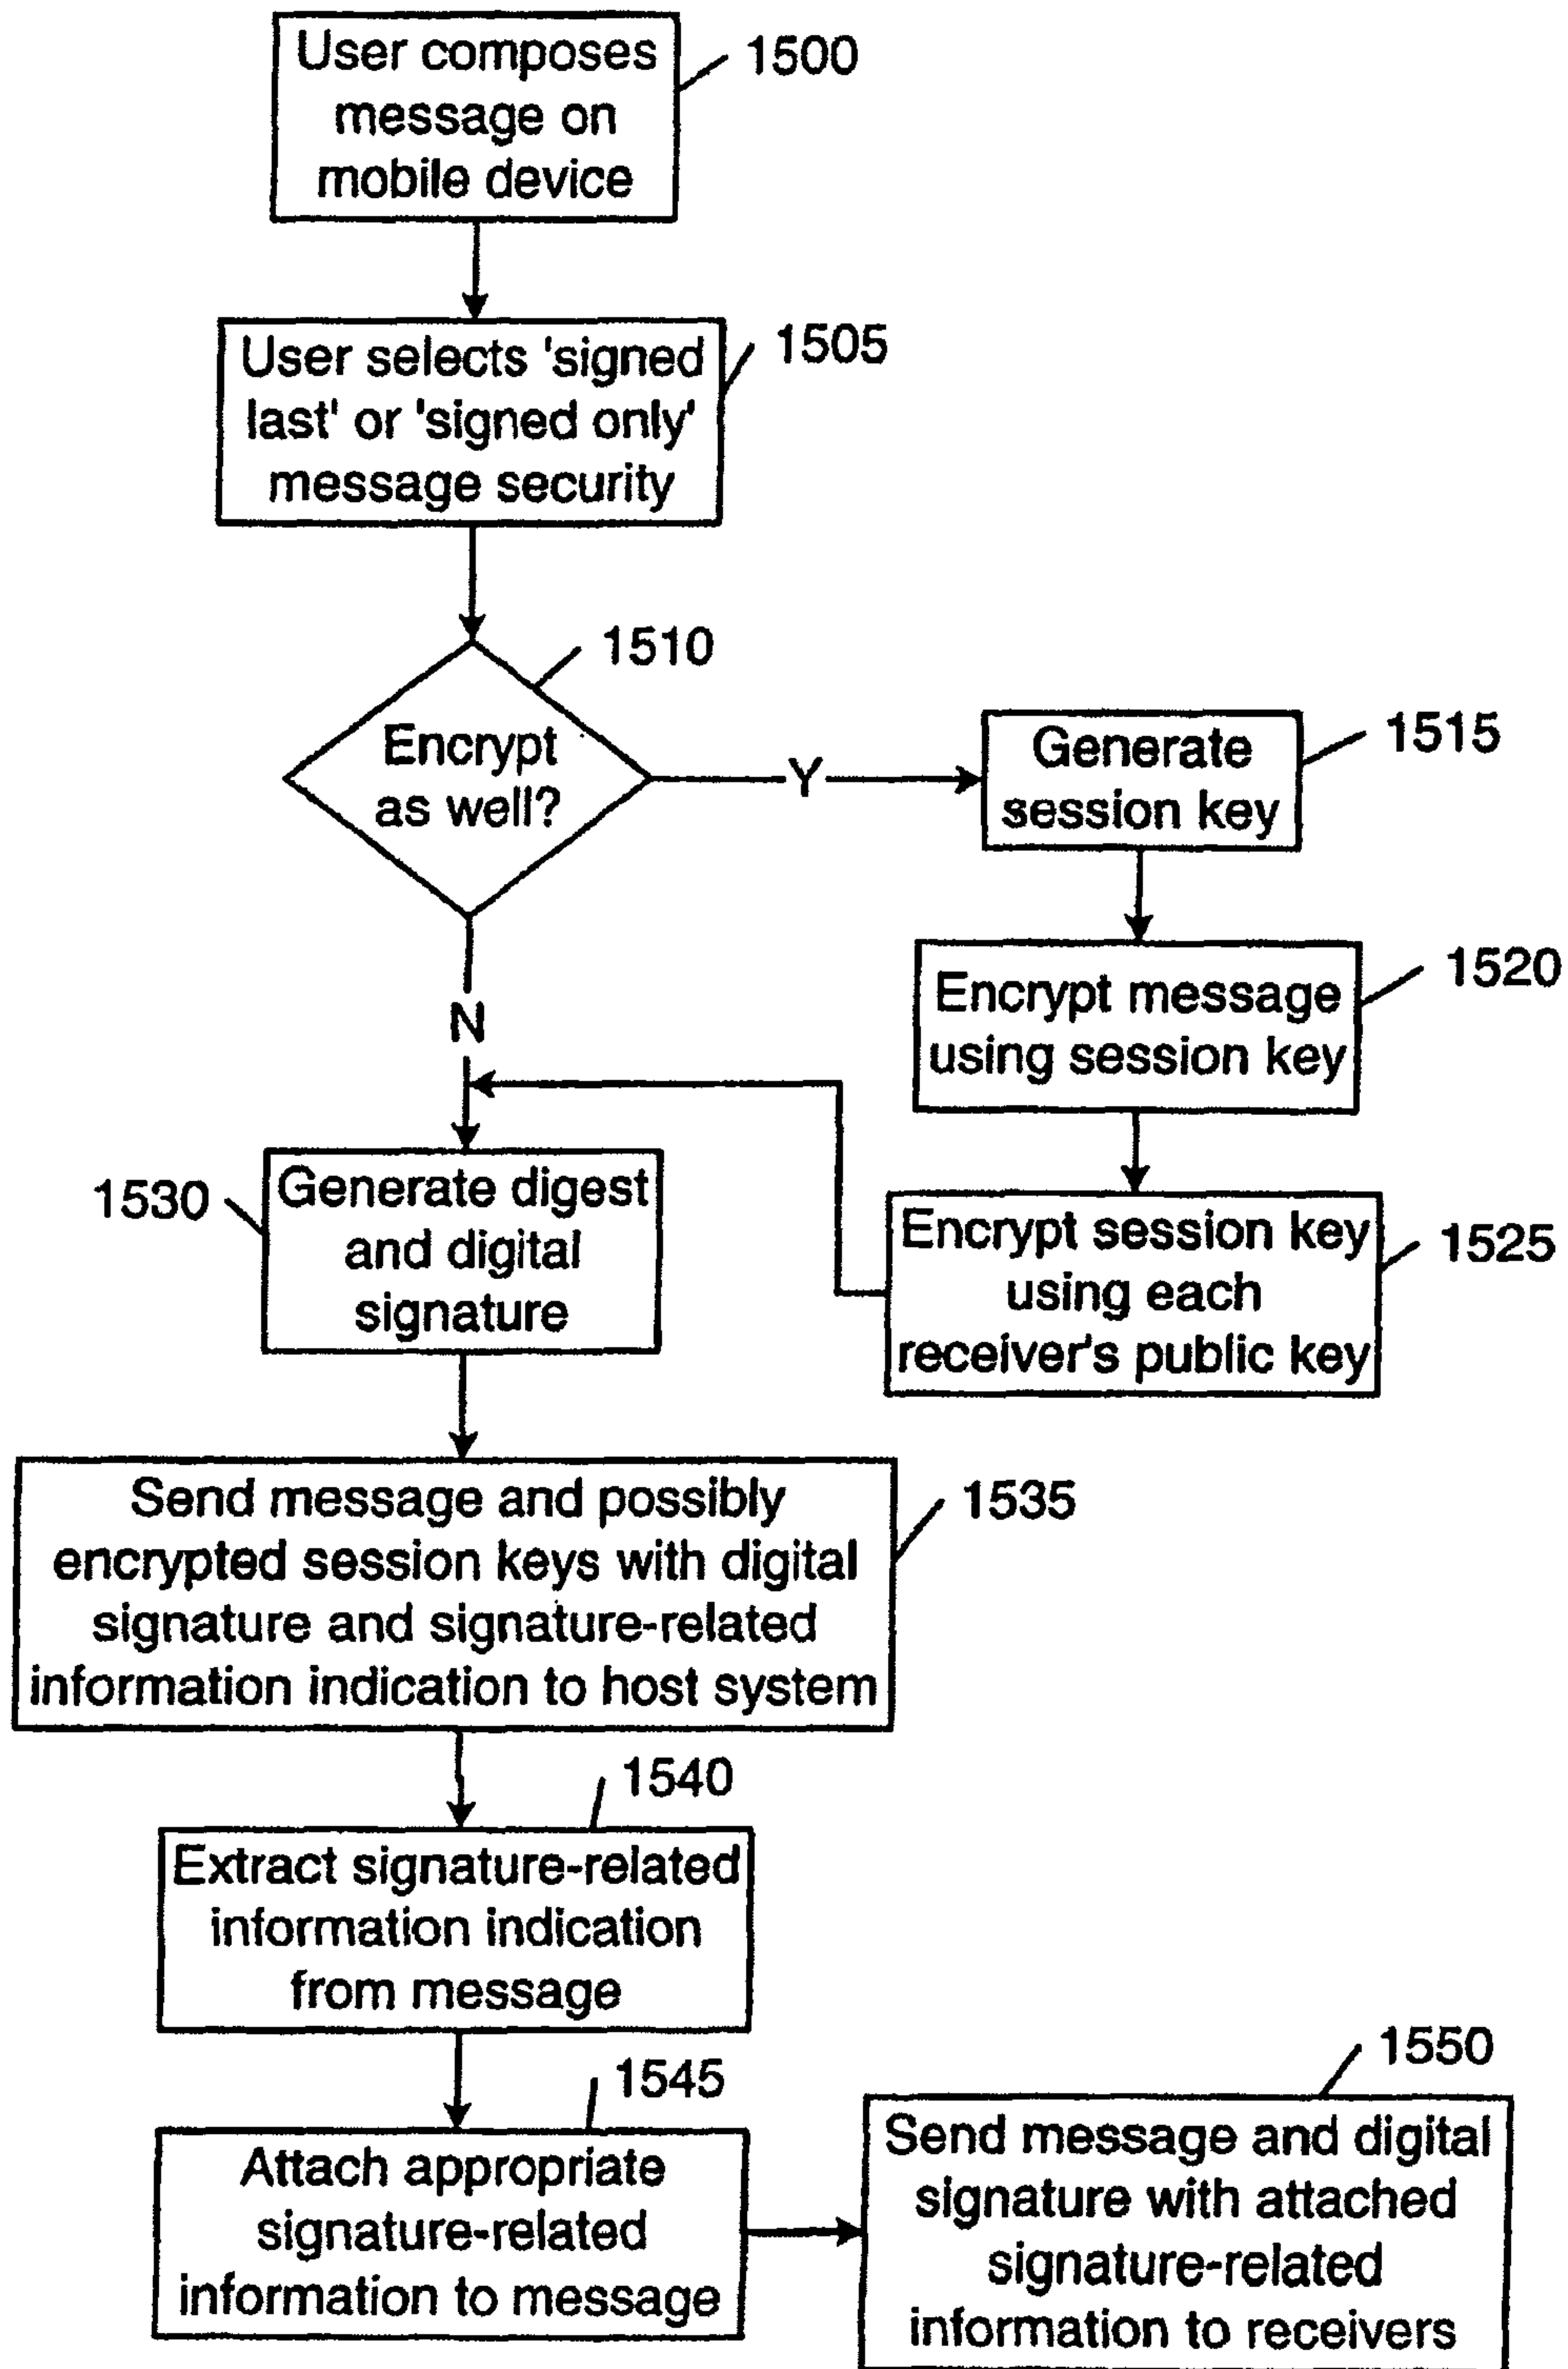 User composes
message on
mobile device
1500
User selects 'signed
last' or 'signed only'
message security
1505
1510
Encrypt
as well?
Y
Generate
session key
1515
Encrypt message
using session key
1520
N
Encrypt session key
using each
receiver's public key
1525
1530
Generate digest
and digital
signature
Send message and possibly
encrypted session keys with digital
signature and signature-related
information indication to host system
1535
1540
Extract signature-related
information indication
from message
1545
Attach appropriate
signature-related
information to message
1550
Send message and digital
signature with attached
signature-related
information to receivers